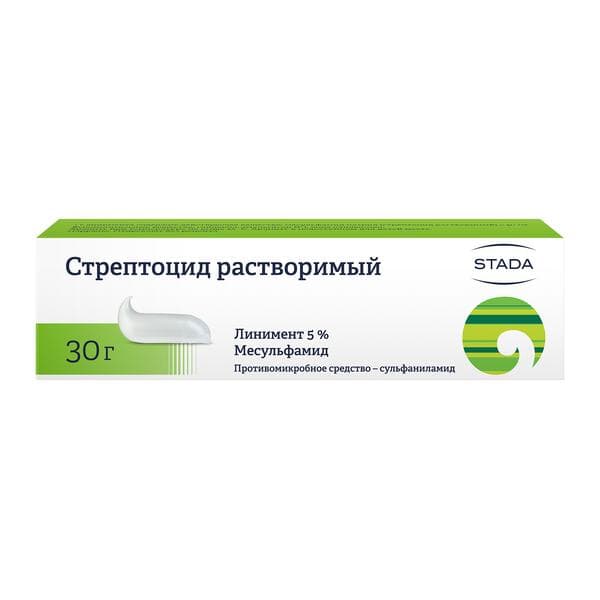 Стрептоцид растворимый
STADA
30 г
Линимент 5 %
Месульфамид
Противомикробное средство – сульфаниламид